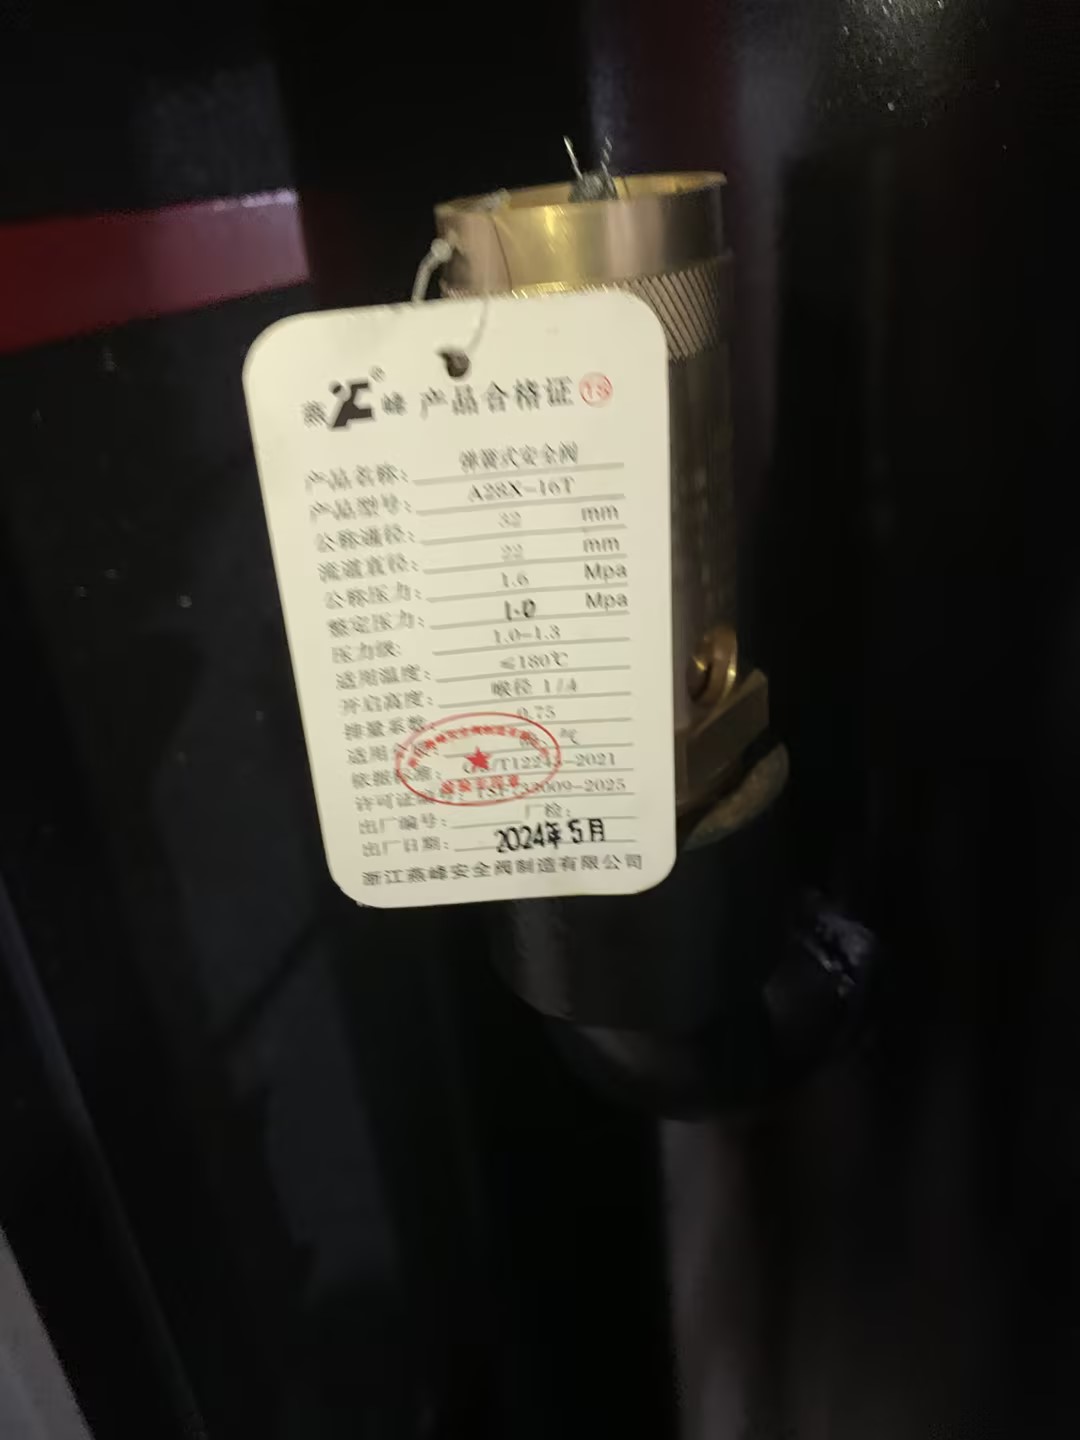 燕峰® 产品合格证 18
产品名称: 弹簧式安全阀
产品型号: A28X-16T
公称通径: 32 mm
流道直径: 22 mm
公称压力: 1.6 Mpa
整定压力: 1.0 Mpa
压力级: 1.0-1.3
适用温度: ≤180℃
开启高度: 喉径 1/4
排量系数: 0.75
适用介质: 气
依据标准: GB/T12243-2021
许可证编号: 33009-2025
出厂编号: 厂检:
出厂日期: 2024年5月
浙江燕峰安全阀制造有限公司